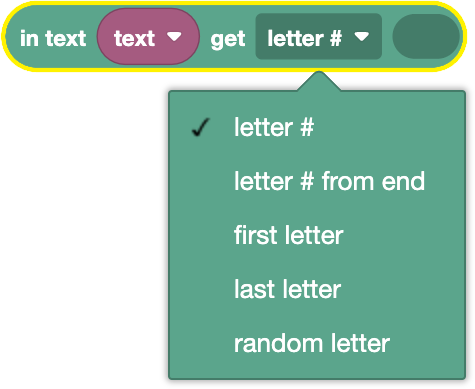 in text text get letter #
letter #
letter # from end
first letter
last letter
random letter